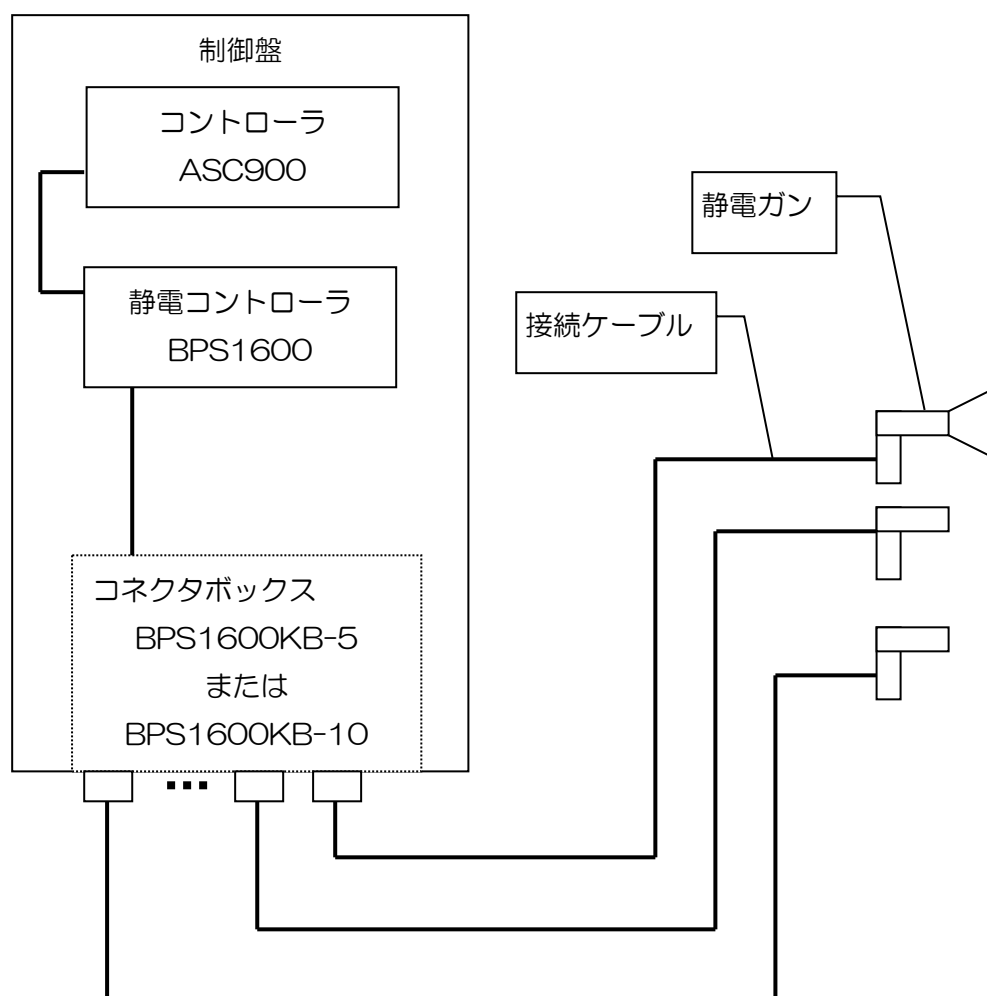 制御盤
コントローラ
ASC900
静電ガン
静電コントローラ
BPS1600
接続ケーブル
コネクタボックス
BPS1600KB-5
または
BPS1600KB-10